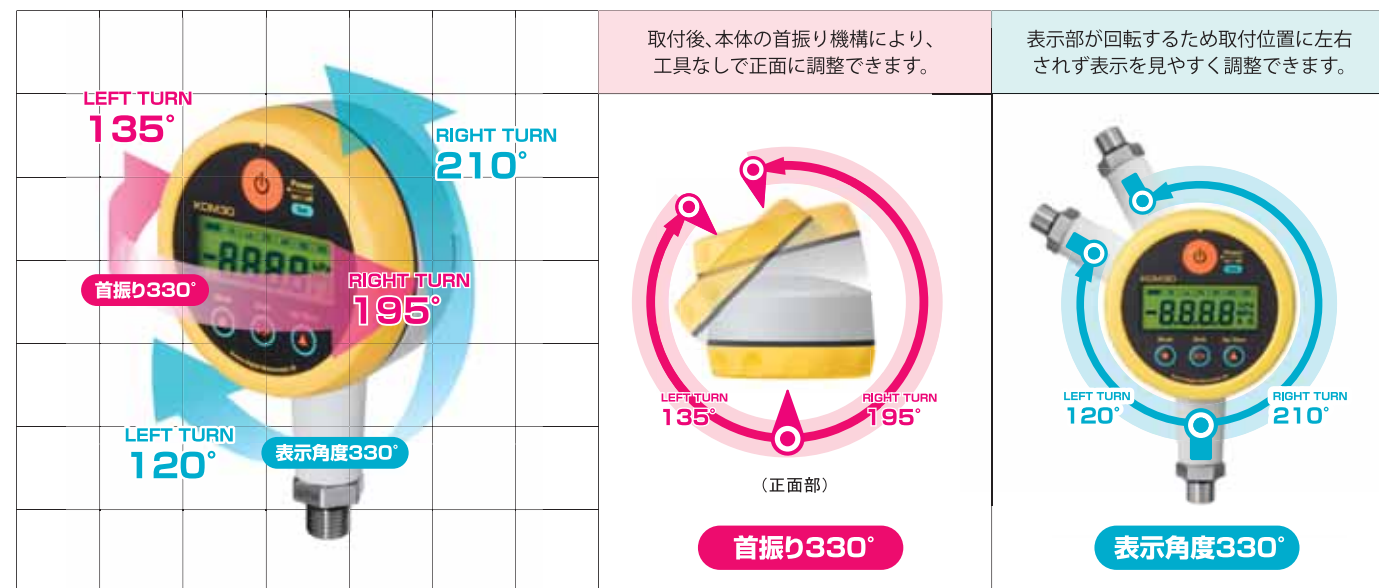 LEFT TURN
135°
RIGHT TURN
210°
Power
KDM30
-8888
kPa
RIGHT TURN
195°
首振り330°
LEFT TURN
120°
表示角度330°
取付後、本体の首振り機構により、
工具なしで正面に調整できます。
LEFT TURN
135°
RIGHT TURN
195°
(正面部)
首振り330°
表示部が回転するため取付位置に左右
されず表示を見やすく調整できます。
KDM30
-8.8.8.8
LEFT TURN
120°
RIGHT TURN
210°
表示角度330°